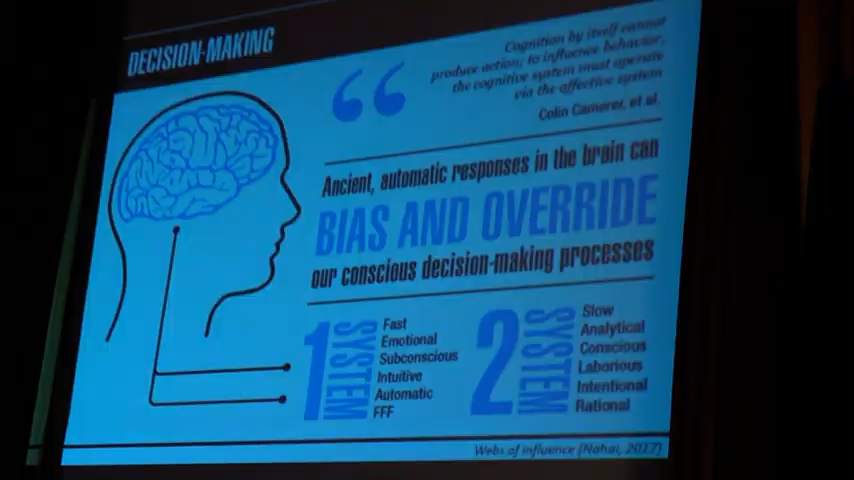 DECISION-MAKING
Cognition by itself cannot
produce action; to influence behavior,
the cognitive system must operate
via the affective system
Colin Camerer, et al.
Ancient, automatic responses in the brain can
BIAS AND OVERRIDE
our conscious decision-making processes
1 SYSTEM
Fast
Emotional
Subconscious
Intuitive
Automatic
FFF
2 SYSTEM
Slow
Analytical
Conscious
Laborious
Intentional
Rational
Webs of influence (Nahai, 2017)